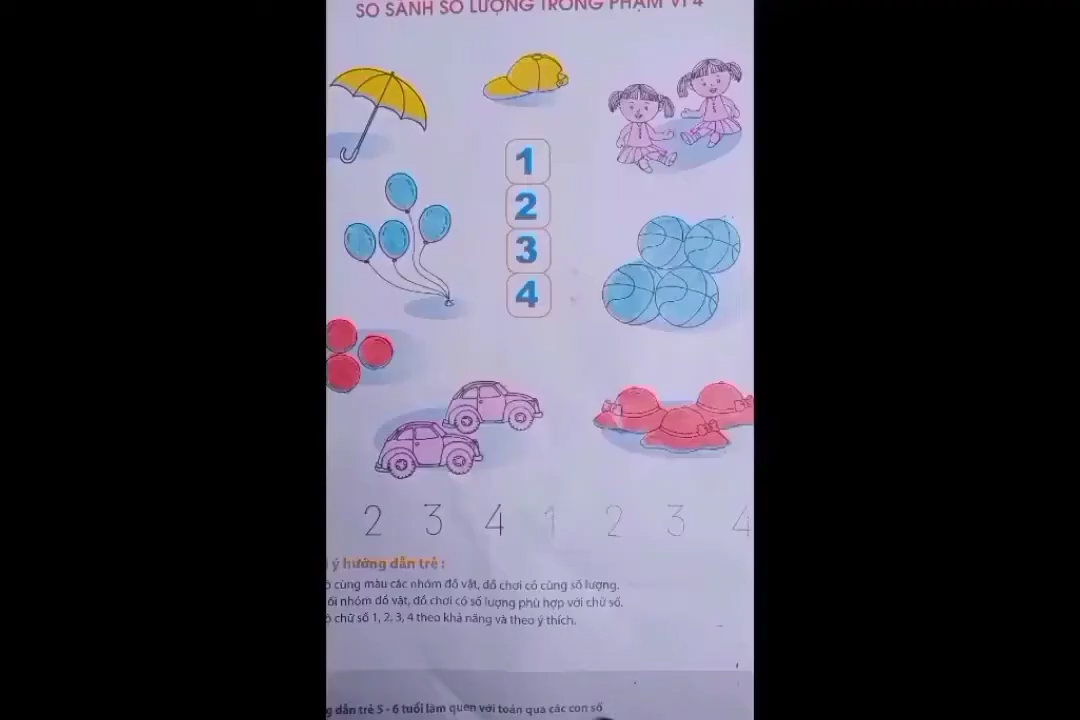 SO SÁNH SỐ LƯỢNG TRONG PHẠM VI 4
1
2
3
4
2 3 4 1 2 3 4
ý hướng dẫn trẻ :
cùng màu các nhóm đồ vật, đồ chơi có cùng số lượng.
nhóm đồ vật, đồ chơi có số lượng phù hợp với chữ số.
chữ số 1, 2, 3, 4 theo khả năng và theo ý thích.
dẫn trẻ 5 - 6 tuổi làm quen với toán qua các con số